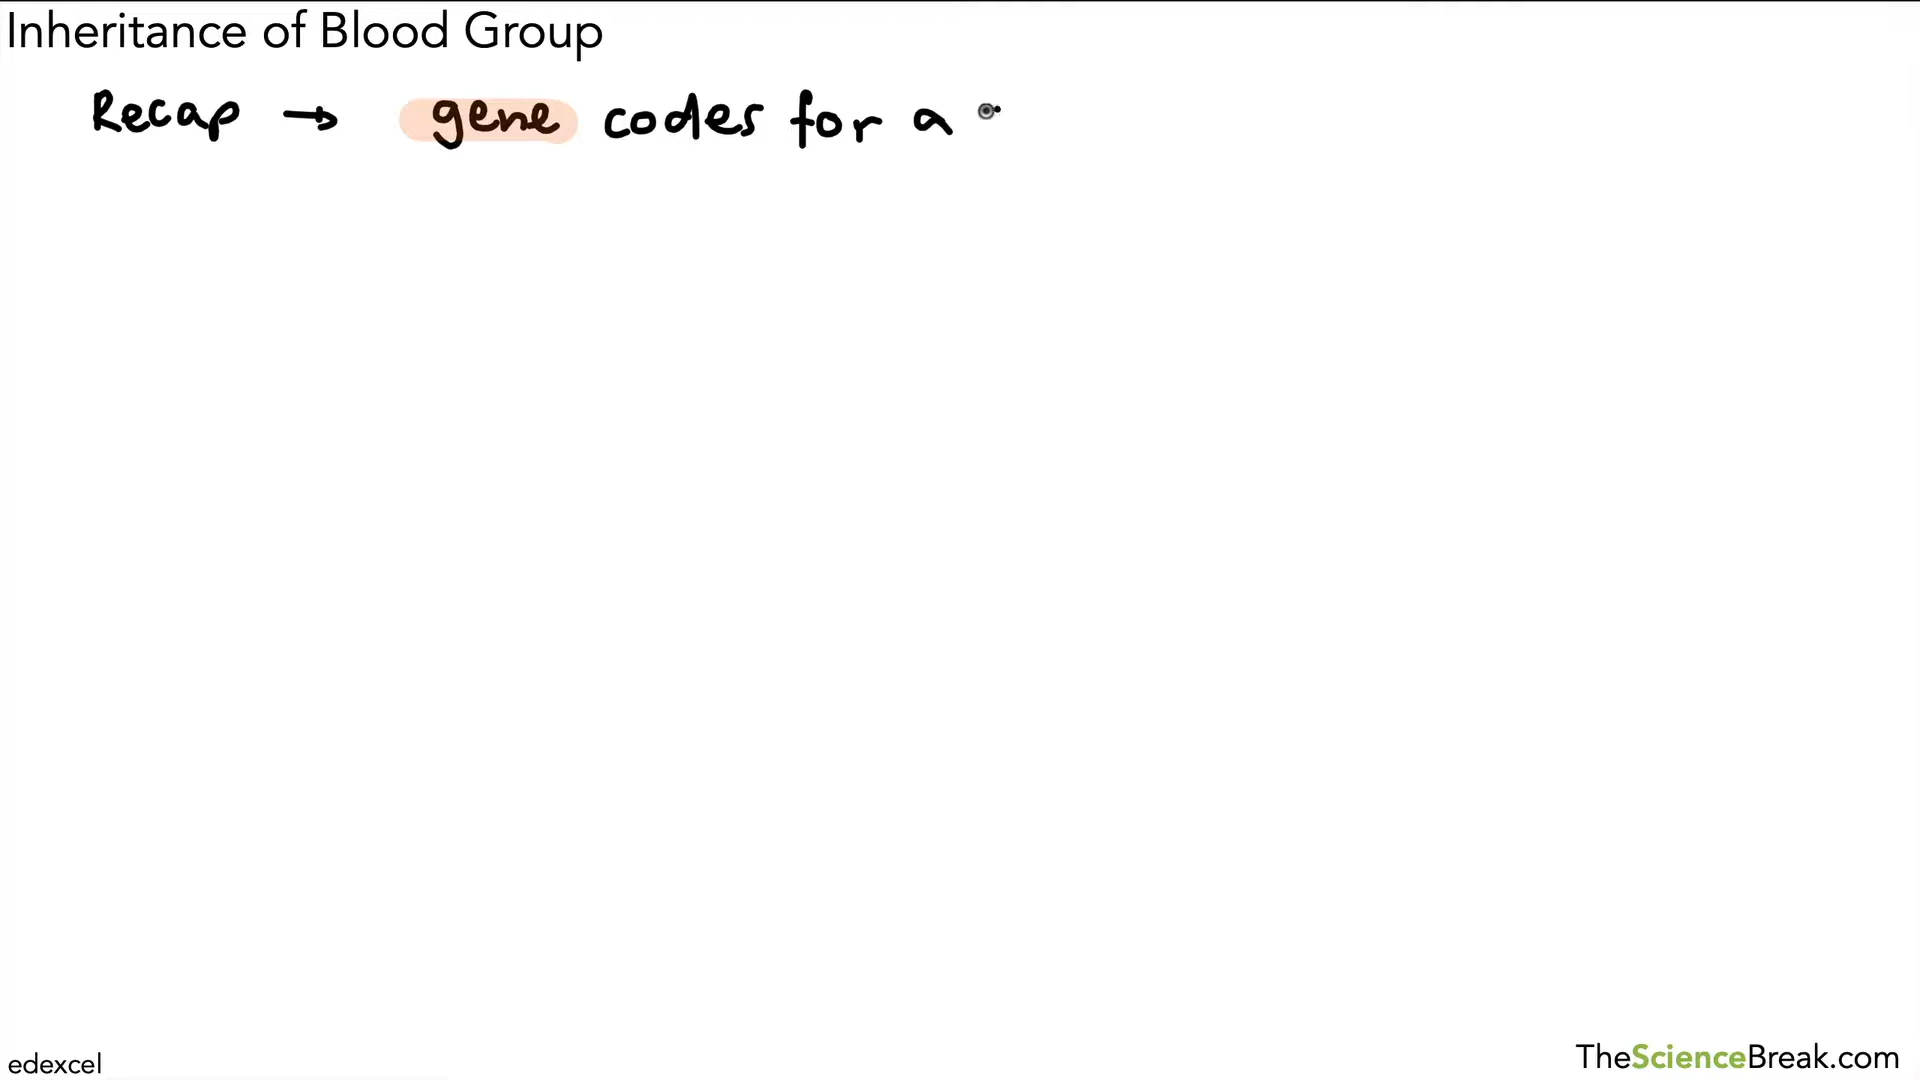 Inheritance of Blood Group
Recap → gene codes for a
edexcel
TheScienceBreak.com